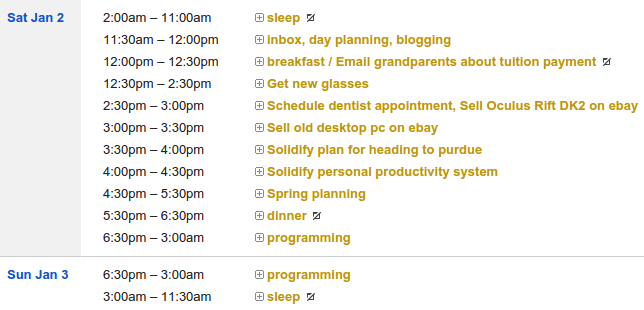 Sat Jan 2 2:00am – 11:00am sleep
11:30am – 12:00pm inbox, day planning, blogging
12:00pm – 12:30pm breakfast / Email grandparents about tuition payment
12:30pm – 2:30pm Get new glasses
2:30pm – 3:00pm Schedule dentist appointment, Sell Oculus Rift DK2 on ebay
3:00pm – 3:30pm Sell old desktop pc on ebay
3:30pm – 4:00pm Solidify plan for heading to purdue
4:00pm – 4:30pm Solidify personal productivity system
4:30pm – 5:30pm Spring planning
5:30pm – 6:30pm dinner
6:30pm – 3:00am programming
Sun Jan 3 6:30pm – 3:00am programming
3:00am – 11:30am sleep